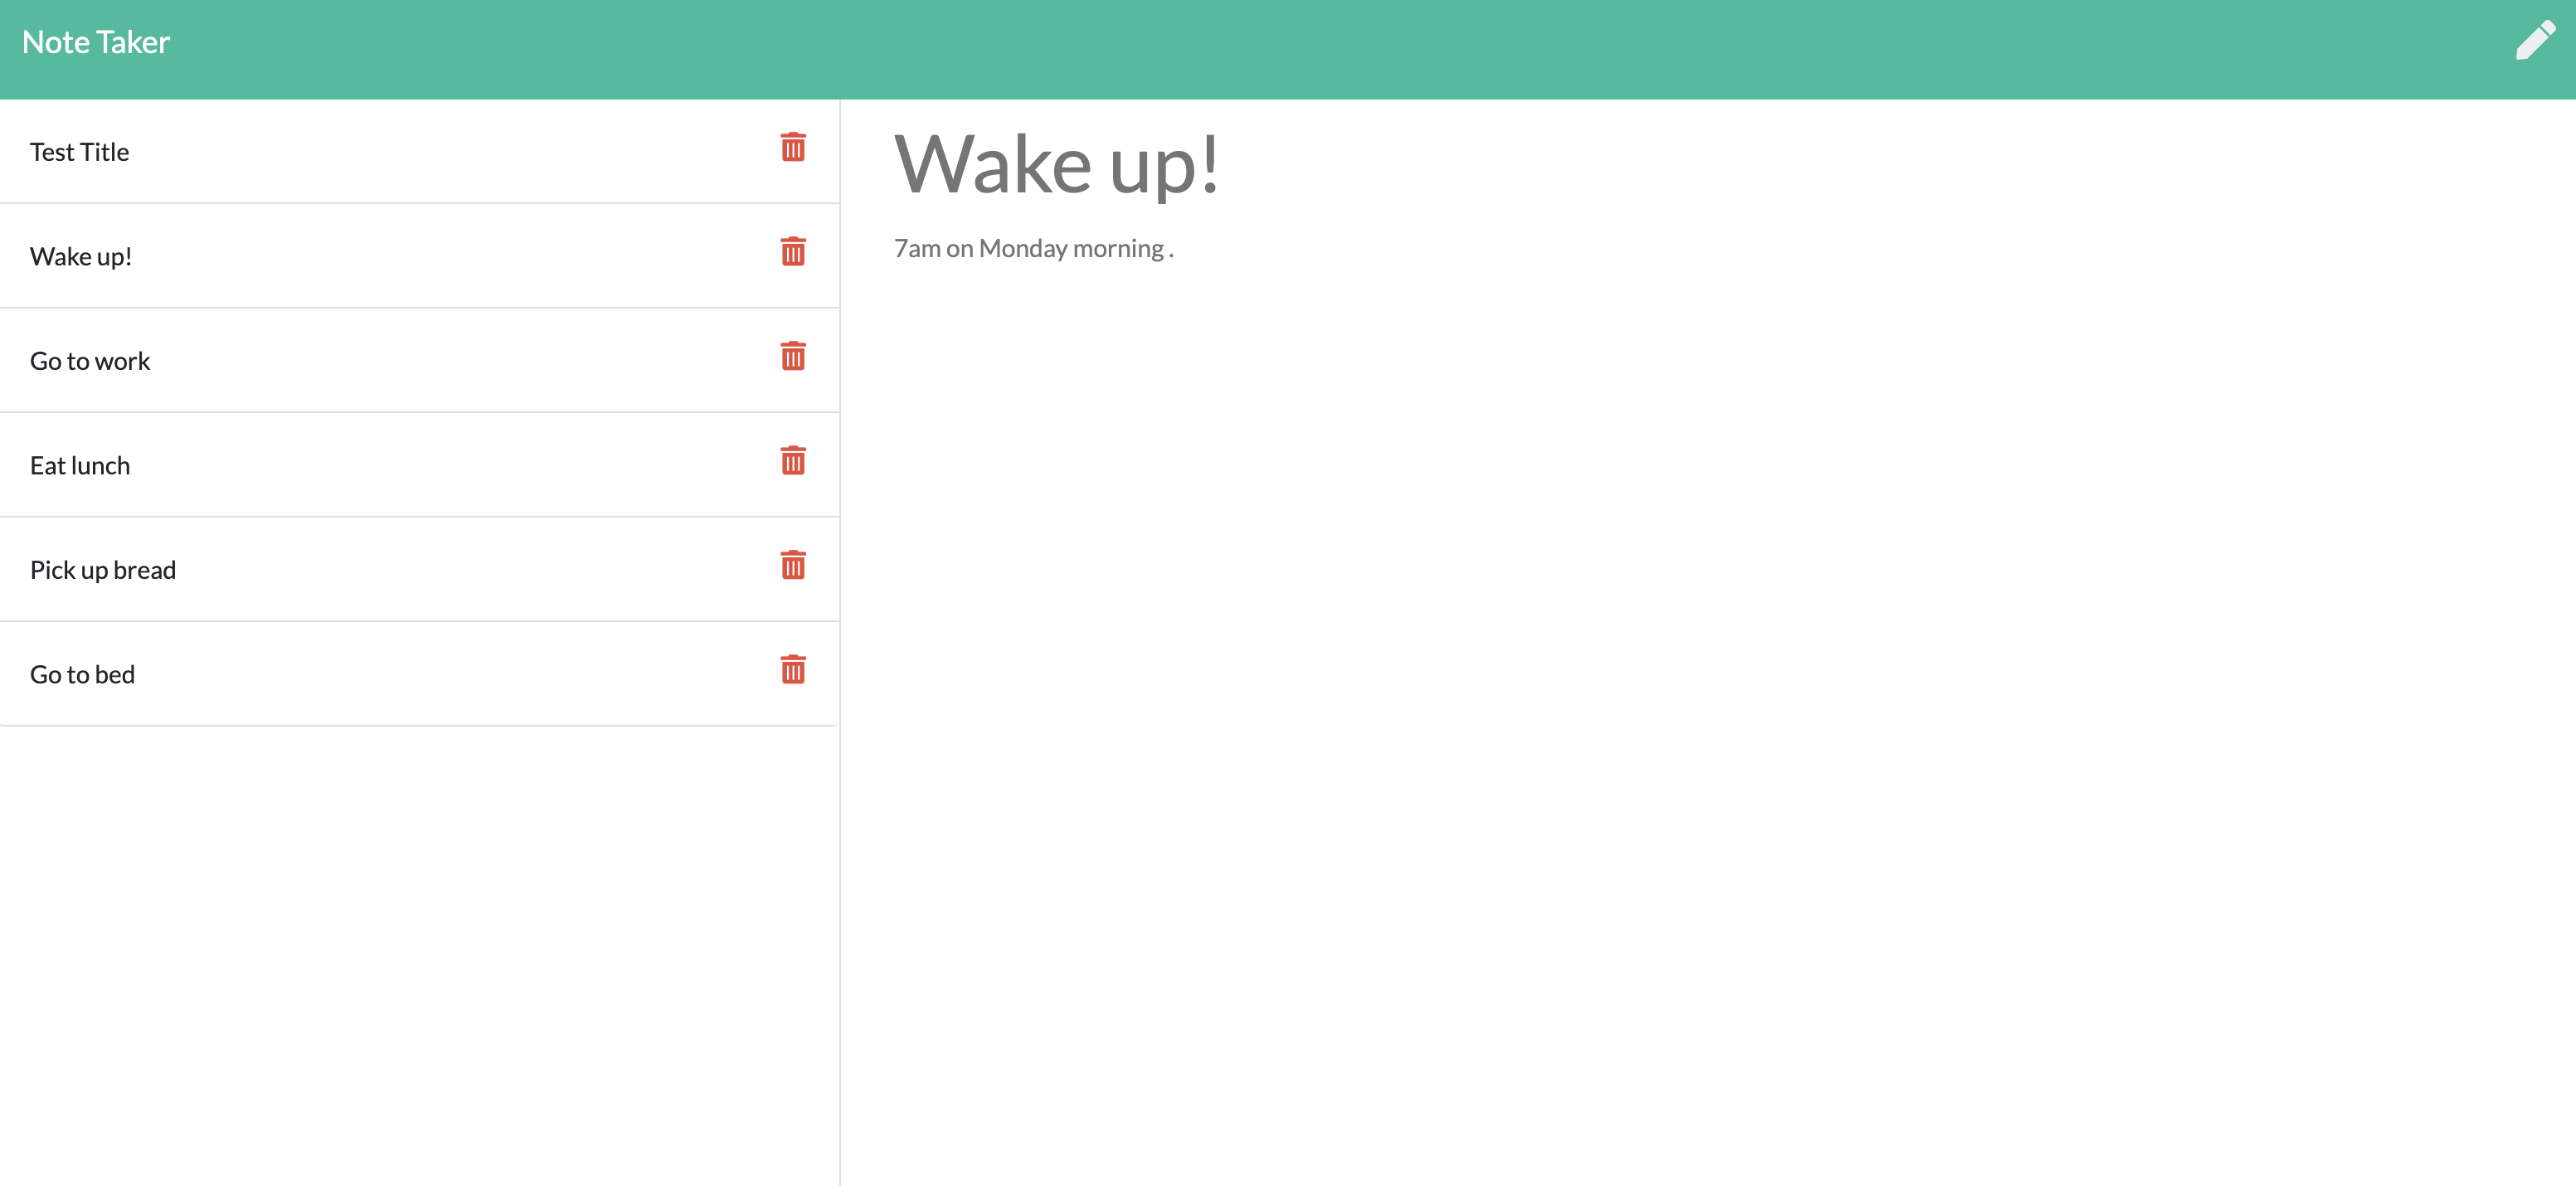 Note Taker
Test Title
Wake up!
Go to work
Eat lunch
Pick up bread
Go to bed
Wake up!
7am on Monday morning .